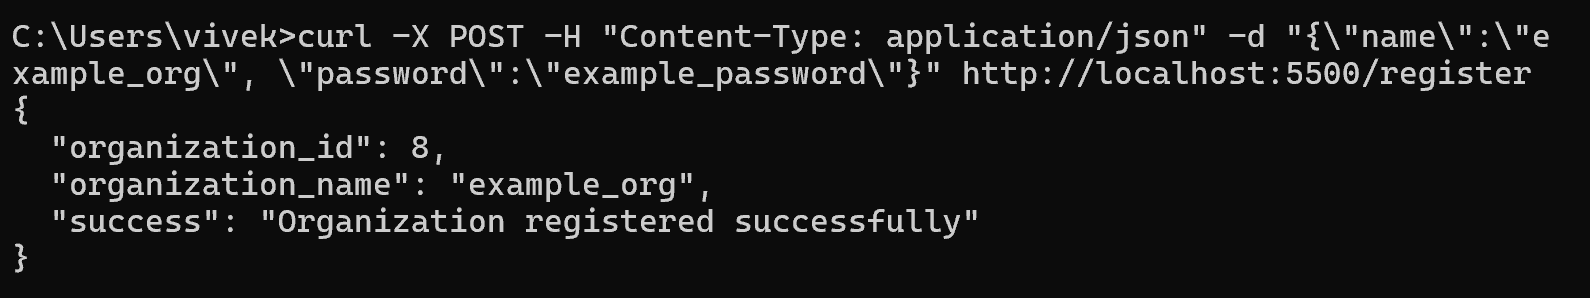 C:\Users\vivek>curl -X POST -H "Content-Type: application/json" -d "{\"name\":\"e
xample_org\", \"password\":\"example_password\"}" http://localhost:5500/register
{
  "organization_id": 8,
  "organization_name": "example_org",
  "success": "Organization registered successfully"
}